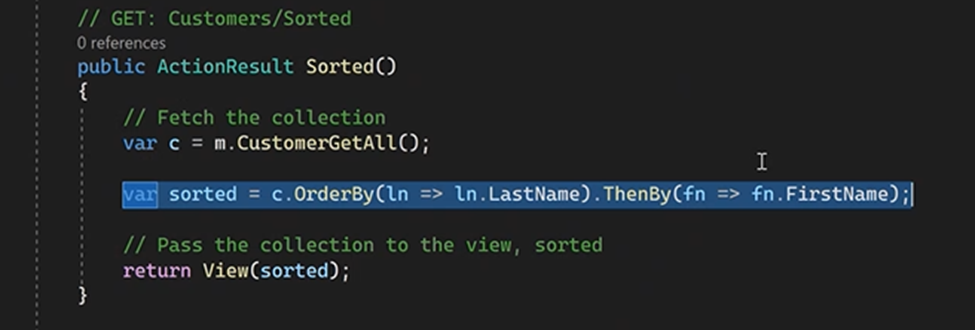 // GET: Customers/Sorted
0 references
public ActionResult Sorted()
{
// Fetch the collection
var c = m.CustomerGetAll();
var sorted = c.OrderBy(ln => ln.LastName).ThenBy(fn => fn.FirstName);
// Pass the collection to the view, sorted
return View(sorted);
}